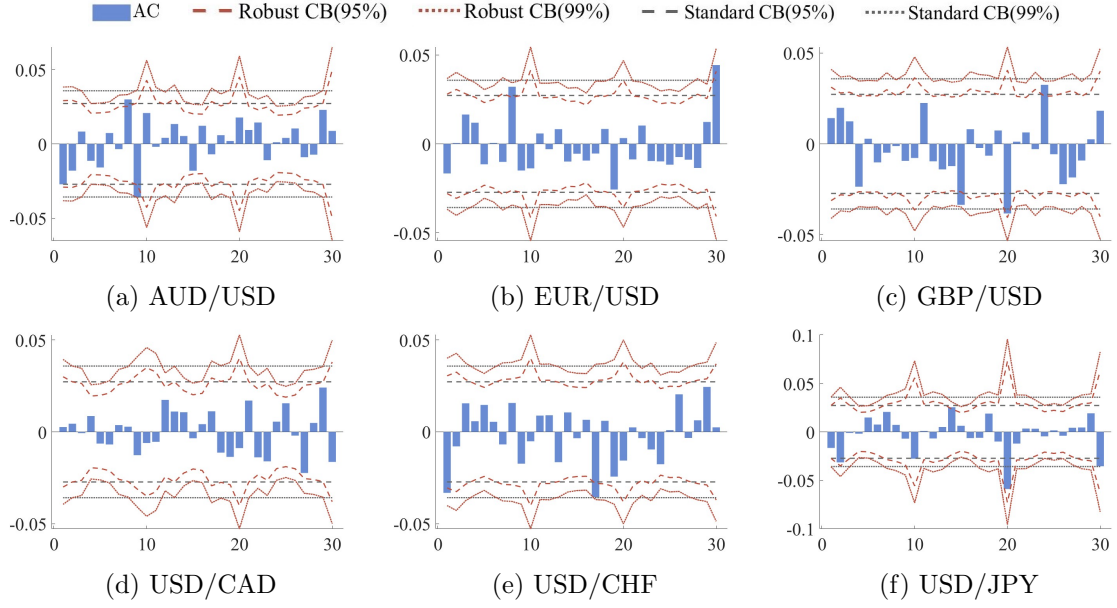 AC Robust CB(95%) Robust CB(99%) Standard CB(95%) Standard CB(99%)
0.05 0.05 0.05
0 0 0
-0.05 -0.05 -0.05
0 10 20 30 0 10 20 30 0 10 20 30
(a) AUD/USD (b) EUR/USD (c) GBP/USD
0.05 0.05 0.1
0.05
0 0 0
-0.05
-0.05 -0.05 -0.1
0 10 20 30 0 10 20 30 0 10 20 30
(d) USD/CAD (e) USD/CHF (f) USD/JPY